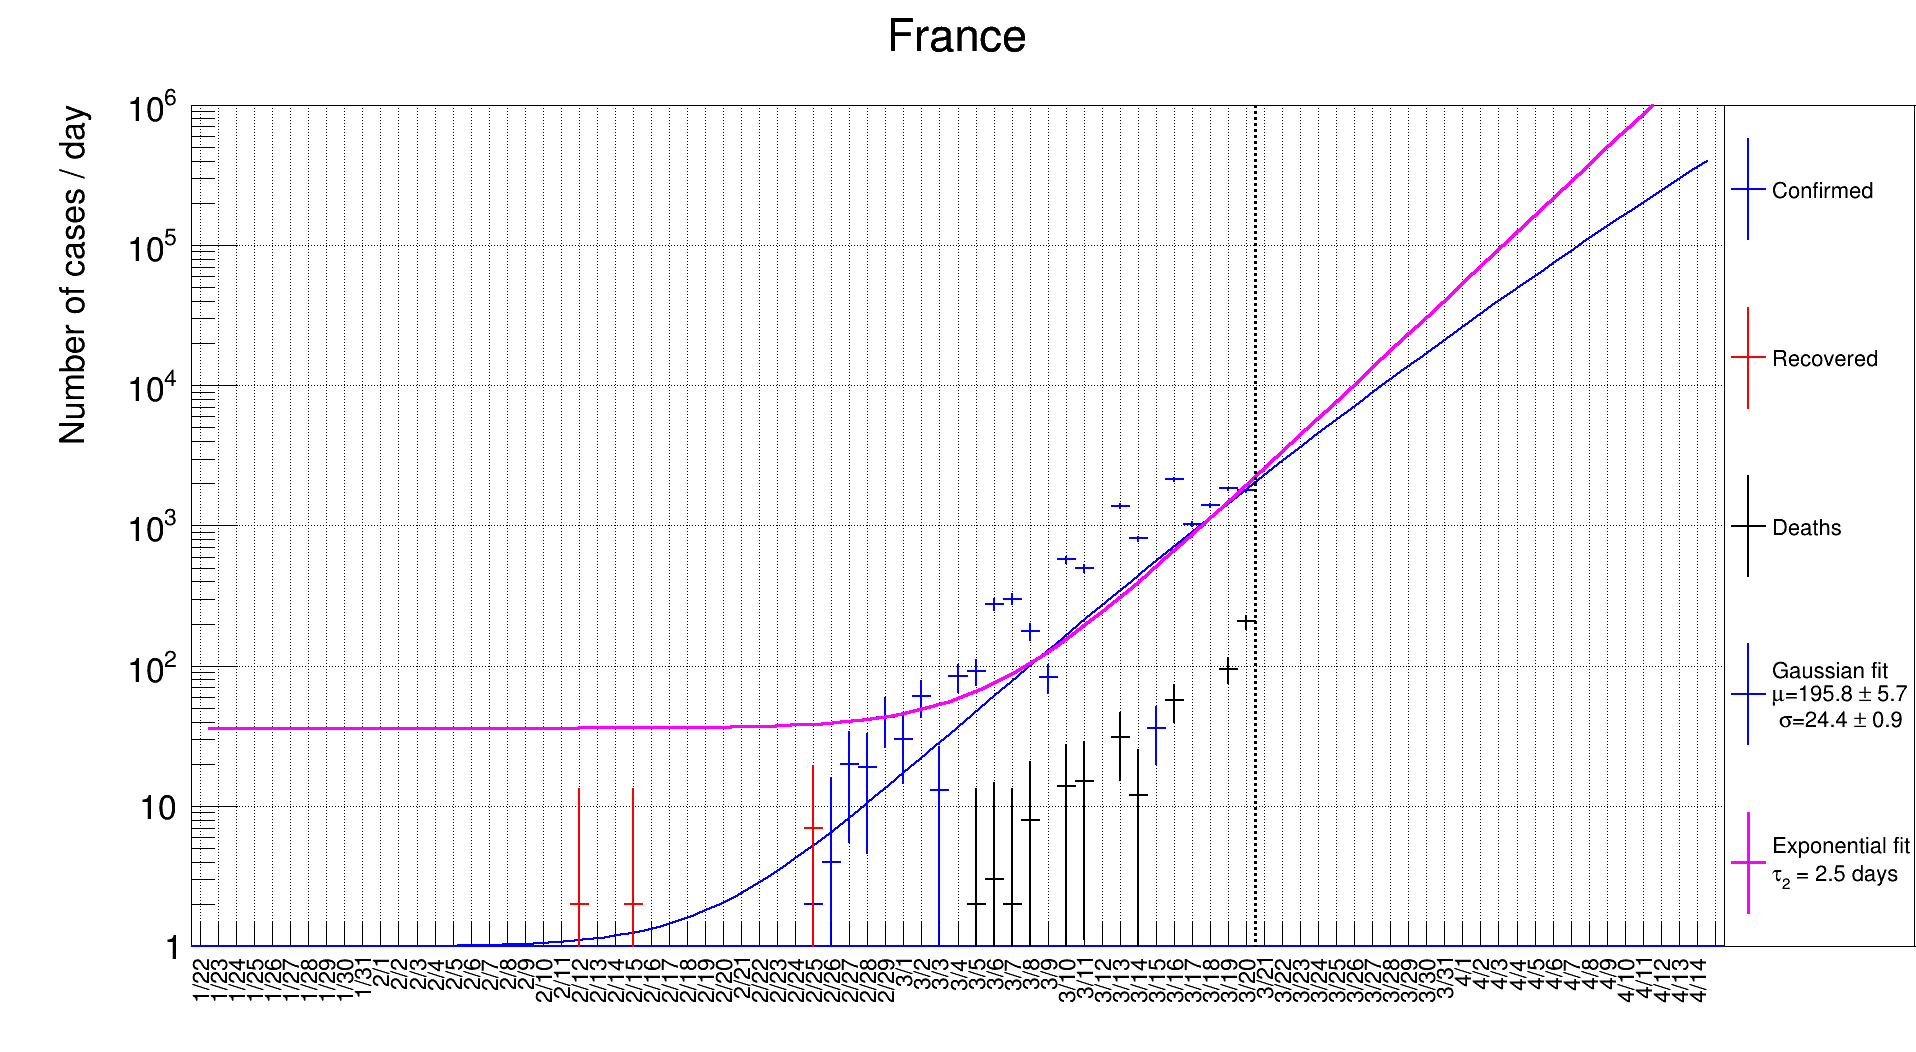 France
Number of cases / day
10⁶
10⁵
10⁴
10³
10²
10
1
1/22 1/23 1/24 1/25 1/26 1/27 1/28 1/29 1/30 1/31 2/1 2/2 2/3 2/4 2/5 2/6 2/7 2/8 2/9 2/10 2/11 2/12 2/13 2/14 2/15 2/16 2/17 2/18 2/19 2/20 2/21 2/22 2/23 2/24 2/25 2/26 2/27 2/28 2/29 3/1 3/2 3/3 3/4 3/5 3/6 3/7 3/8 3/9 3/10 3/11 3/12 3/13 3/14 3/15 3/16 3/17 3/18 3/19 3/20 3/21 3/22 3/23 3/24 3/25 3/26 3/27 3/28 3/29 3/30 3/31 4/1 4/2 4/3 4/4 4/5 4/6 4/7 4/8 4/9 4/10 4/11 4/12 4/13 4/14
Confirmed
Recovered
Deaths
Gaussian fit
μ=195.8 ± 5.7
σ=24.4 ± 0.9
Exponential fit
τ₂ = 2.5 days